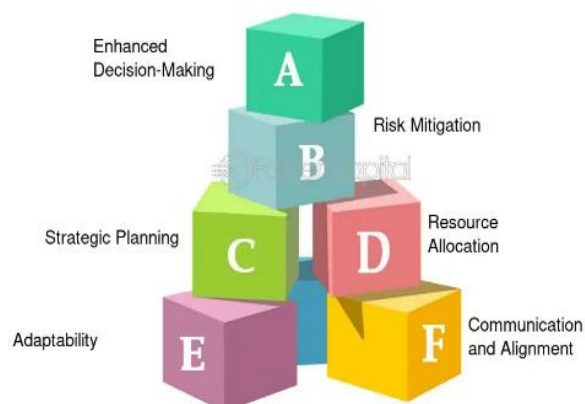 Enhanced
Decision-Making
A
Risk Mitigation
B
Strategic Planning
C
D
Resource
Allocation
Adaptability
E
F
Communication
and Alignment